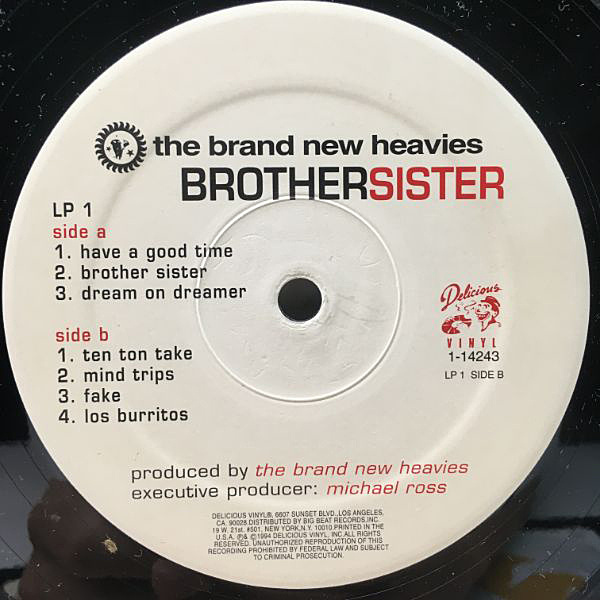 the brand new heavies
BROTHERSISTER
LP 1
side a
1. have a good time
2. brother sister
3. dream on dreamer
side b
1. ten ton take
2. mind trips
3. fake
4. los burritos
Delicious
VINYL
1-14243
LP 1 SIDE B
produced by the brand new heavies
executive producer: michael ross
DELICIOUS VINYL®, 6607 SUNSET BLVD., LOS ANGELES,
CA. 90028.DISTRIBUTED BY BIG BEAT RECORDS,INC.
19 W. 21st. #501, NEW YORK,N.Y. 10010.PRINTED IN THE
U.S.A. ℗& ©1994 DELICIOUS VINYL, INC.ALL RIGHTS
RESERVED. UNAUTHORIZED REPRODUCTION OF THIS
RECORDING PROHIBITED BY FEDERAL LAW AND SUBJECT
TO CRIMINAL PROSECUTION.